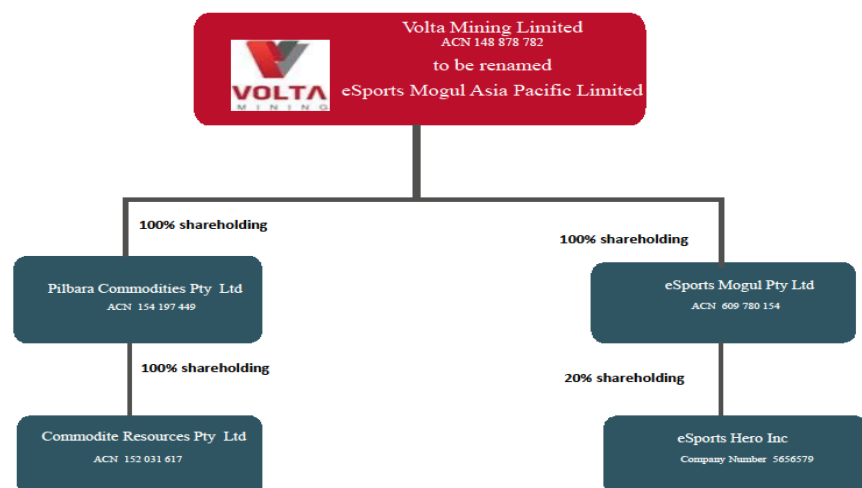 Volta Mining Limited
ACN 148 878 782
to be renamed
eSports Mogul Asia Pacific Limited
VOLTA
MINING
100% shareholding
100% shareholding
Pilbara Commodities Pty Ltd
ACN 154 197 449
eSports Mogul Pty Ltd
ACN 609 780 154
100% shareholding
20% shareholding
Commodite Resources Pty Ltd
ACN 152 031 617
eSports Hero Inc
Company Number 5656579